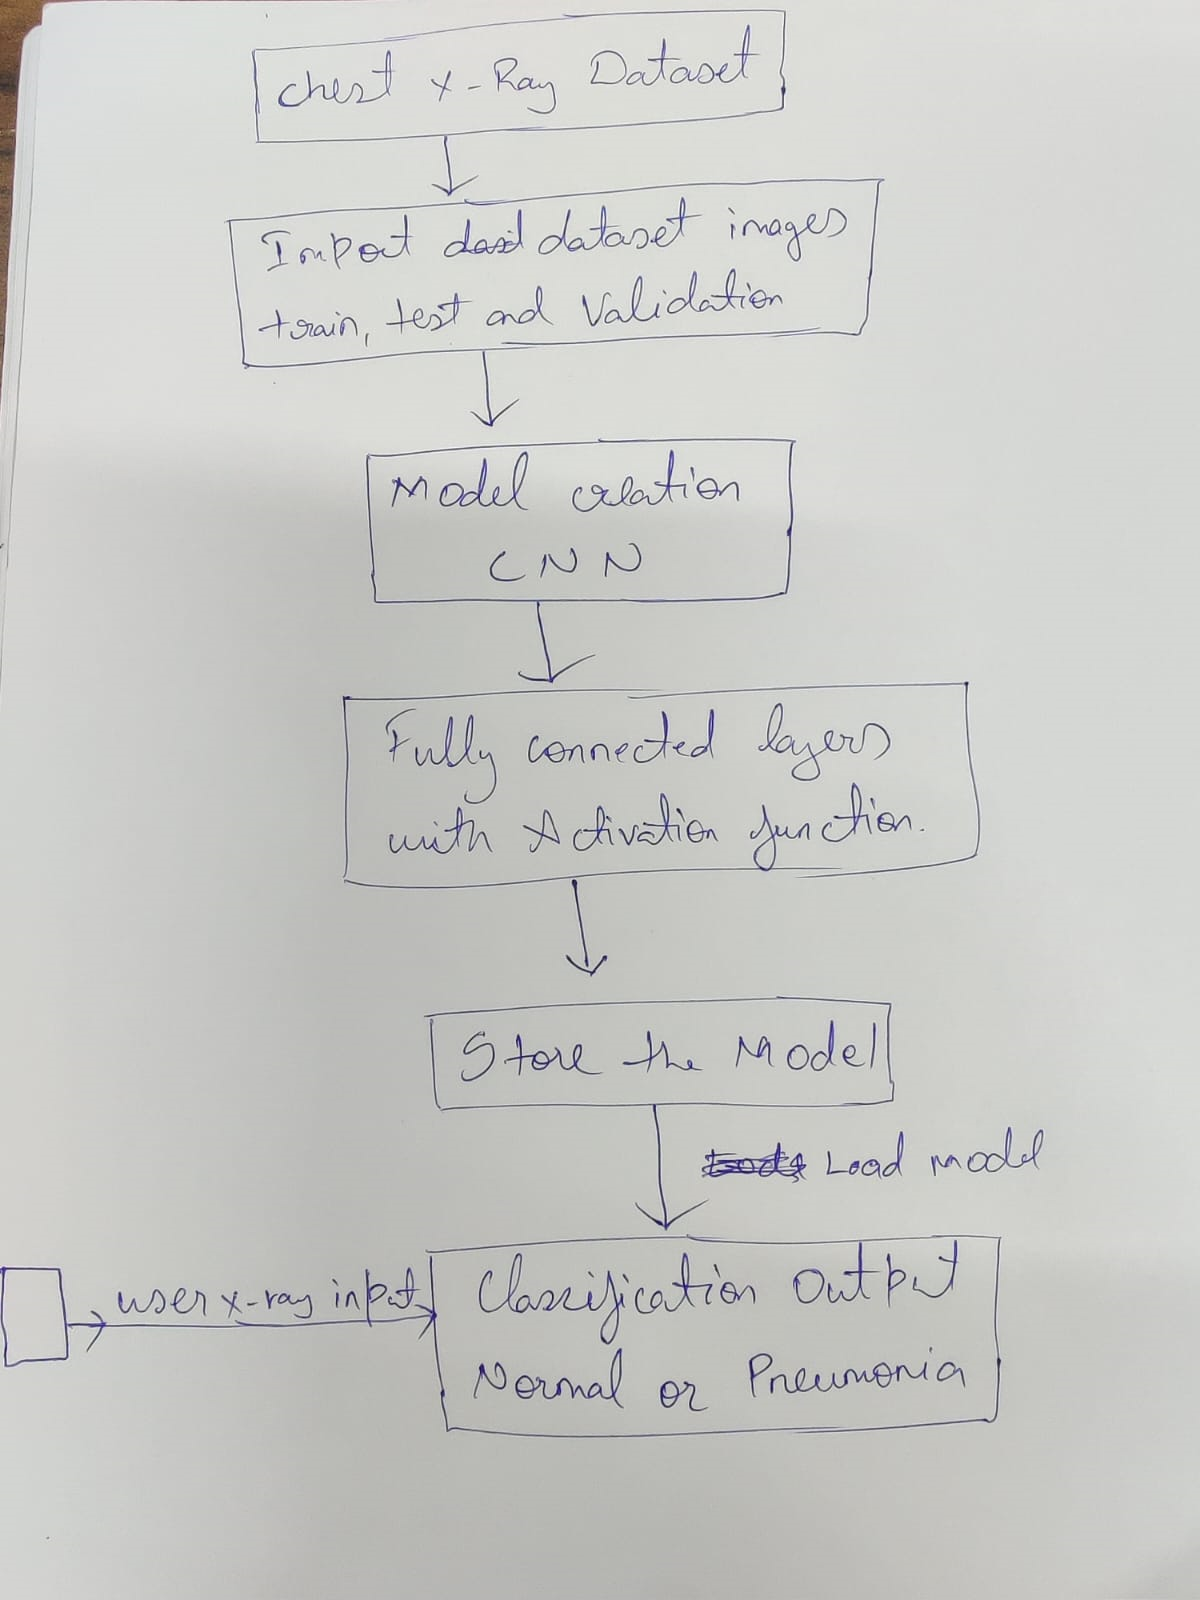 Chest X-Ray Dataset
Import dataset images
train, test and Validation
Model creation
CNN
Fully connected layers
with Activation function.
Store the Model
Load model
user x-ray input
Classification Output
Normal or Pneumonia